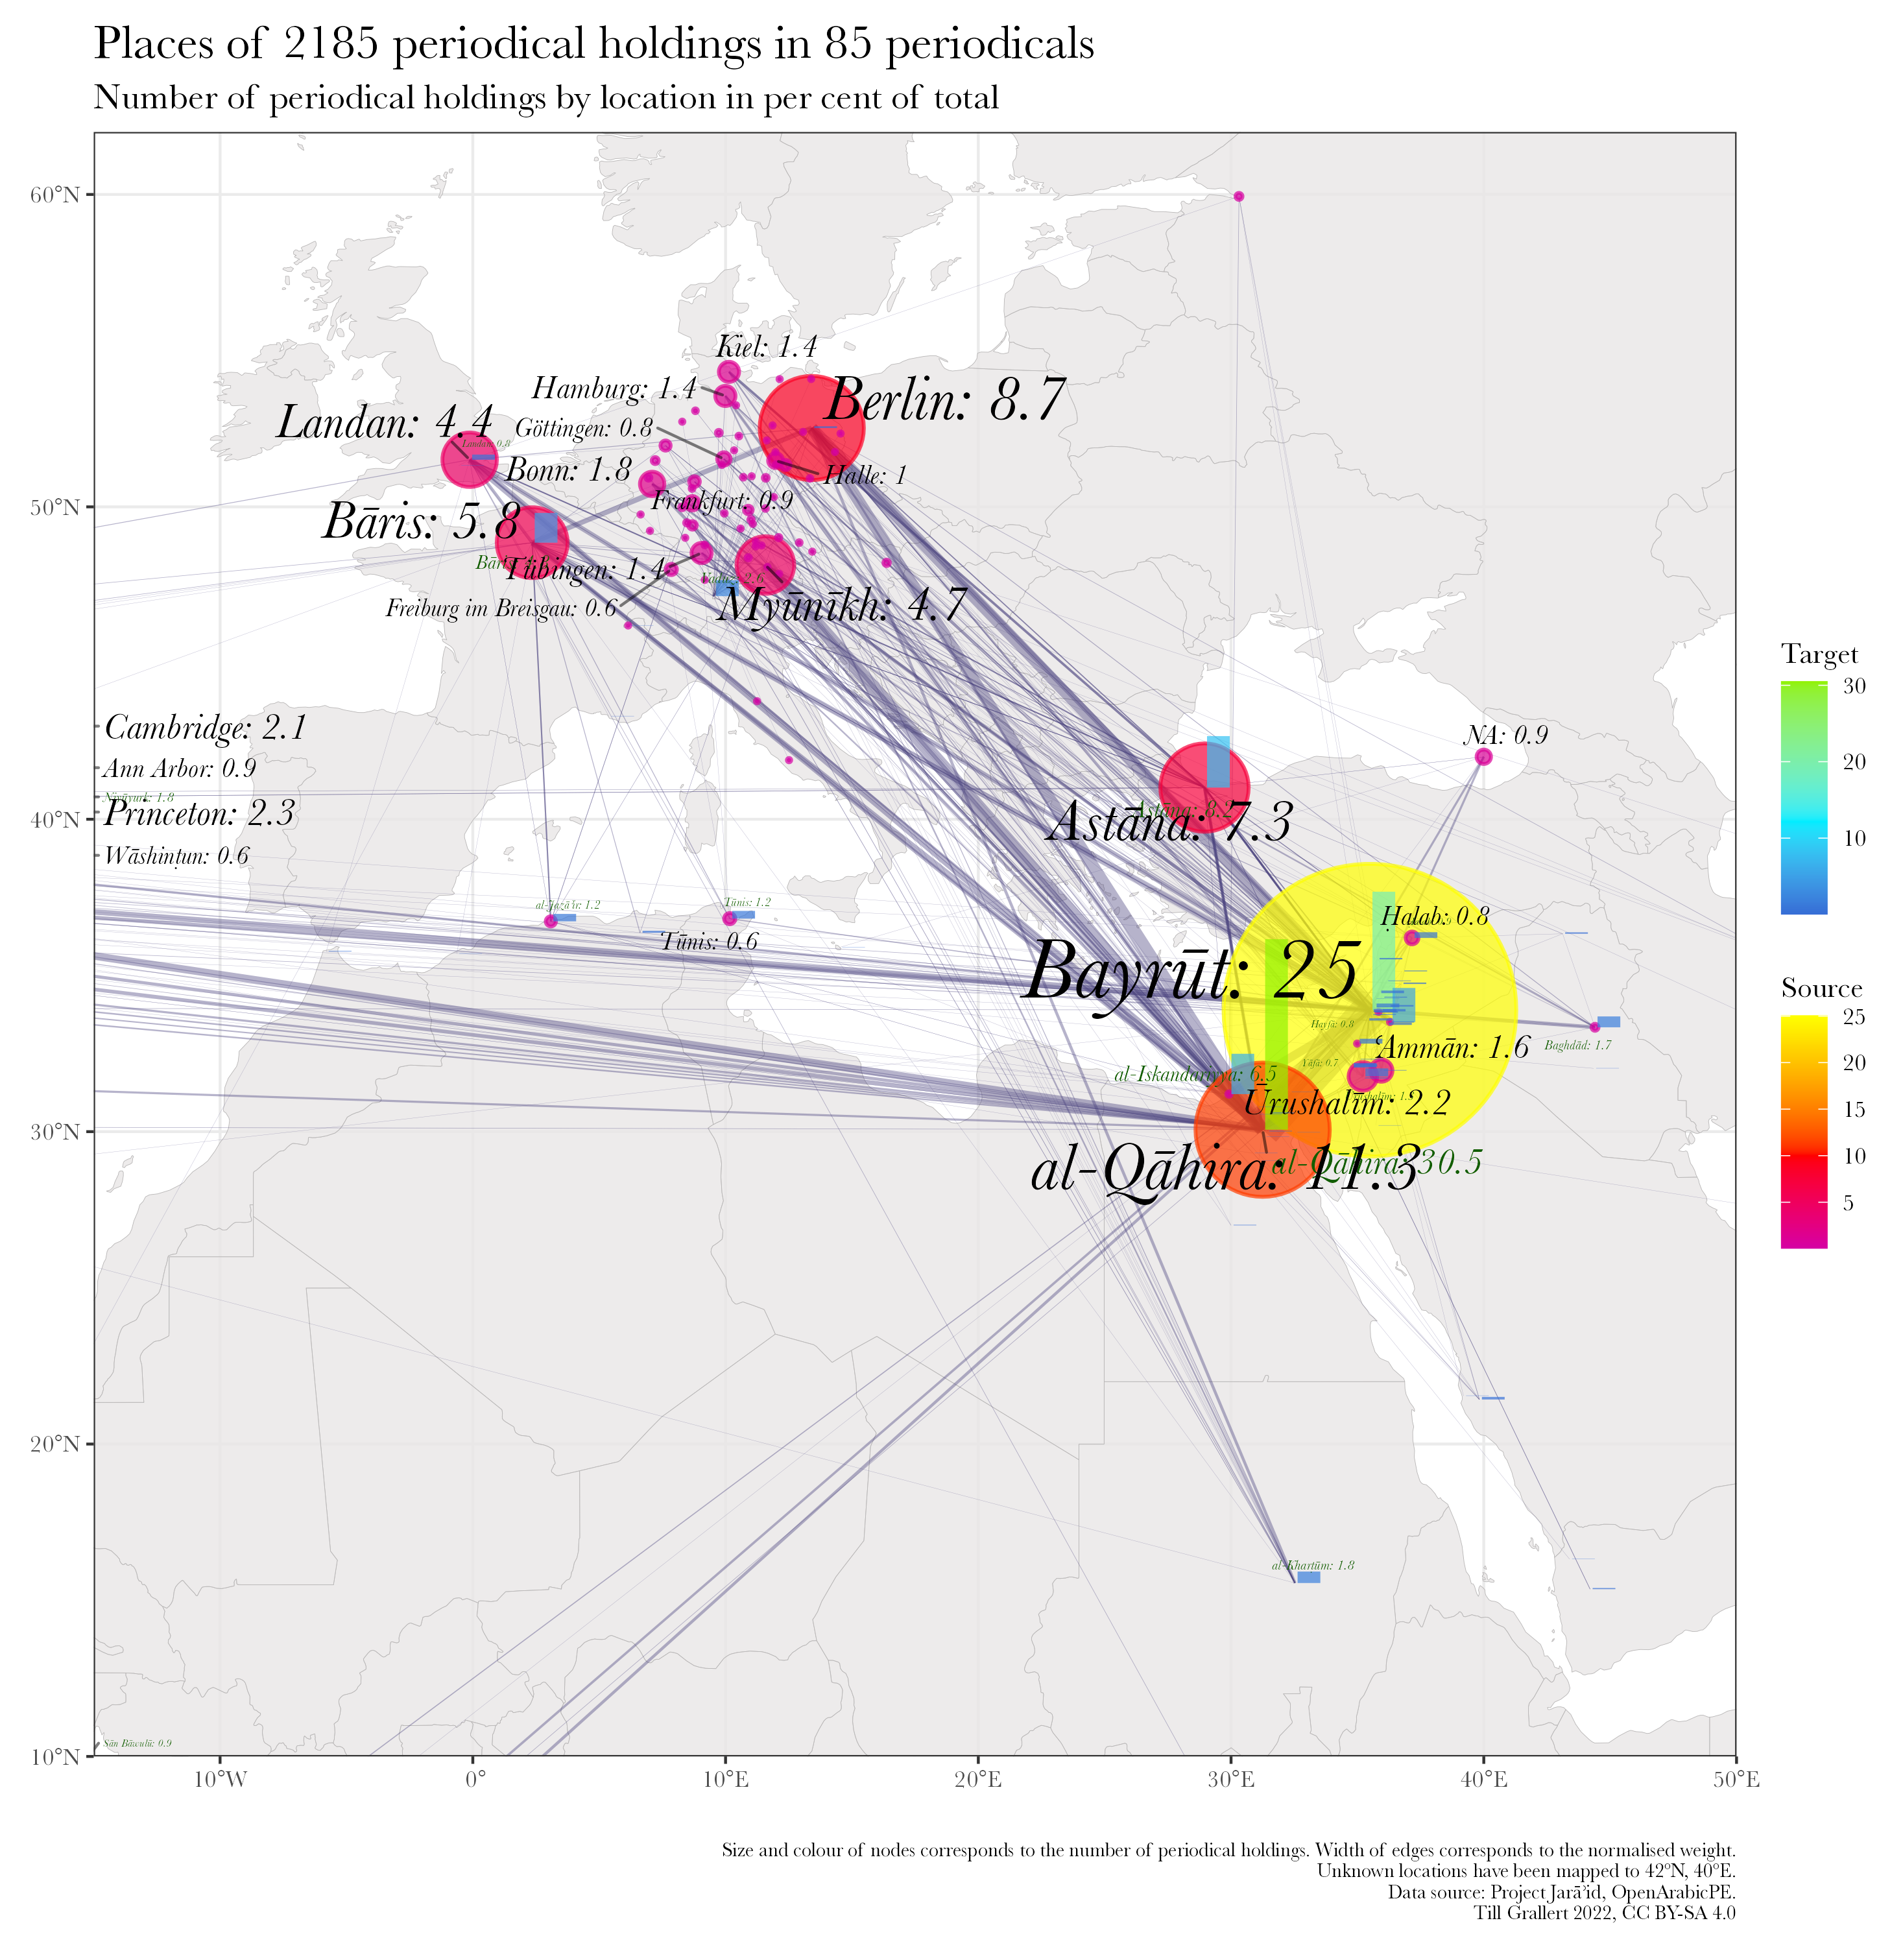 Places of 2185 periodical holdings in 85 periodicals
Number of periodical holdings by location in per cent of total
60°N
50°N
40°N
30°N
20°N
10°N
10°W
0°
10°E
20°E
30°E
40°E
50°E
Kiel: 1.4
Hamburg: 1.4
Berlin: 8.7
Landan: 4.4
Göttingen: 0.8
Landan: 0.8
Bonn: 1.8
Halle: 1
Frankfurt: 0.9
Bāris: 5.8
Tübingen: 1.4
Vaduz: 2.6
Freiburg im Breisgau: 0.6
Myūnīkh: 4.7
Cambridge: 2.1
Ann Arbor: 0.9
Niyūyurk: 1.8
Princeton: 2.3
Wāshinṭun: 0.6
NA: 0.9
Astāna: 8.2
Astāna: 7.3
al-Jazāʾir: 1.2
Tūnis: 1.2
Tūnis: 0.6
Ḥalab: 0.8
Bayrūt: 25
Ḥayfā: 0.8
ʿAmmān: 1.6
Baghdād: 1.7
Yāfā: 0.7
al-Iskandariyya: 6.5
Ūrushalīm: 2.2
al-Qāhira: 11.3
al-Qāhira: 30.5
al-Kharṭūm: 1.8
Sān Bāwulū: 0.9
Target
30
20
10
Source
25
20
15
10
5
Size and colour of nodes corresponds to the number of periodical holdings. Width of edges corresponds to the normalised weight.
Unknown locations have been mapped to 42°N, 40°E.
Data source: Project Jarāʾid, OpenArabicPE.
Till Grallert 2022, CC BY-SA 4.0